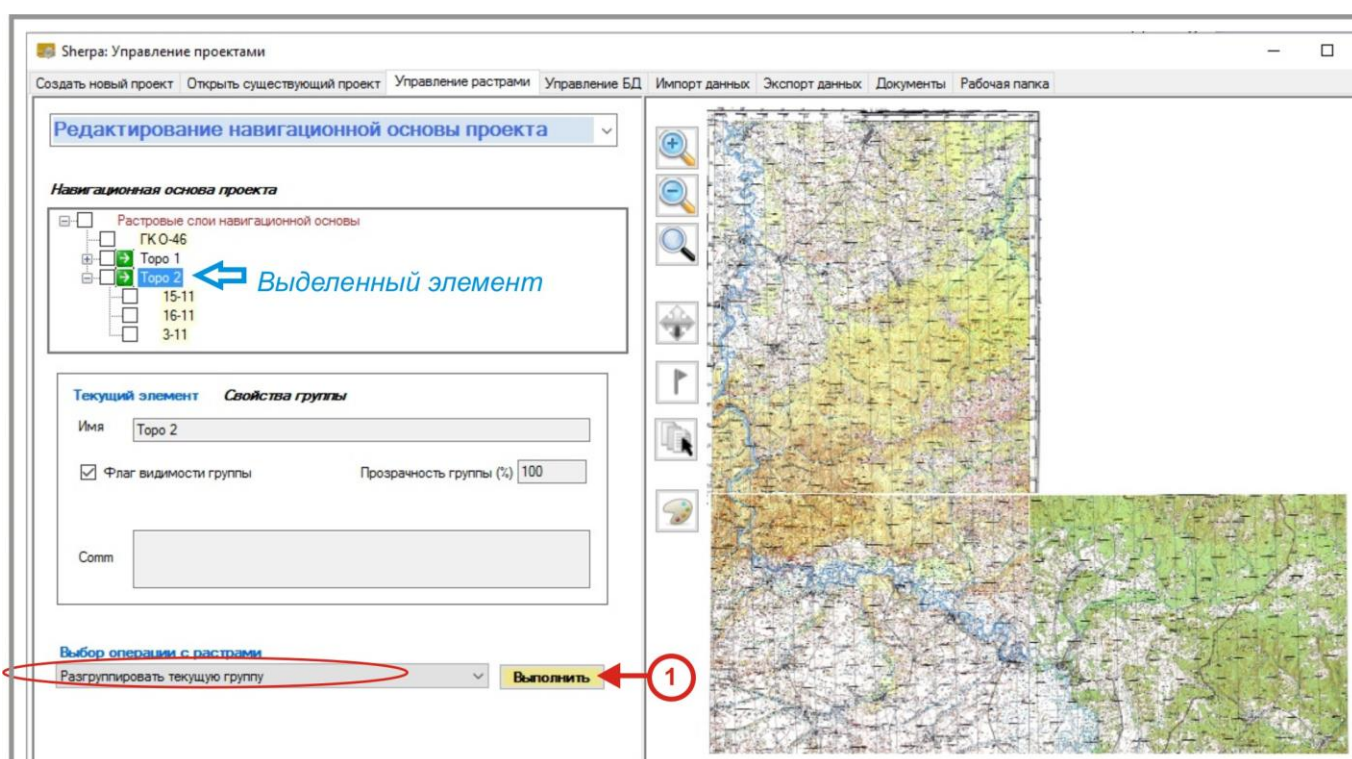 Sherpa: Управление проектами
Создать новый проект Открыть существующий проект Управление растрами Управление БД Импорт данных Экспорт данных Документы Рабочая папка
Редактирование навигационной основы проекта
Навигационная основа проекта
Растровые слои навигационной основы
ГК О-46
Topo 1
Topo 2
Выделенный элемент
15-11
16-11
3-11
Текущий элемент Свойства группы
Имя Topo 2
Флаг видимости группы Прозрачность группы (%) 100
Comm
Выбор операции с растрами
Разгруппировать текущую группу Выполнить 1